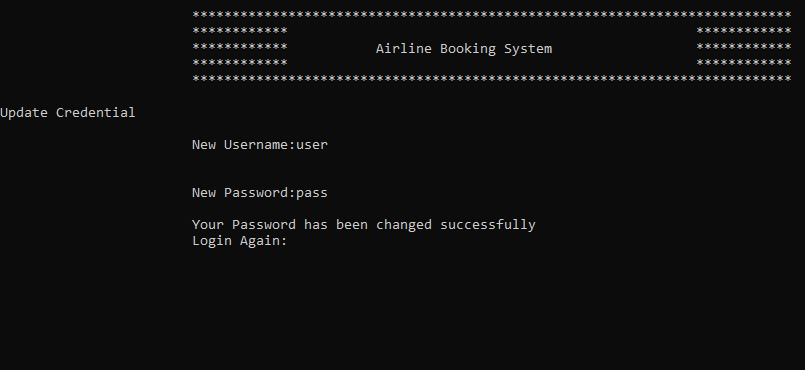 ***************************************************************************
************ ************
************ Airline Booking System ************
************ ************
***************************************************************************
Update Credential
New Username:user
New Password:pass
Your Password has been changed successfully
Login Again: